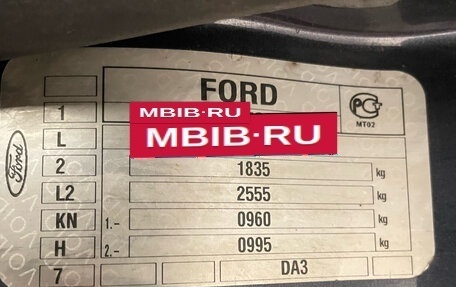 FORD
MBIB.RU
MBIB·RU
1
L
2 1835 kg
L2 2555 kg
KN 1.- 0960 kg
H 2.- 0995 kg
7 DA3
Ford
PC
MT02